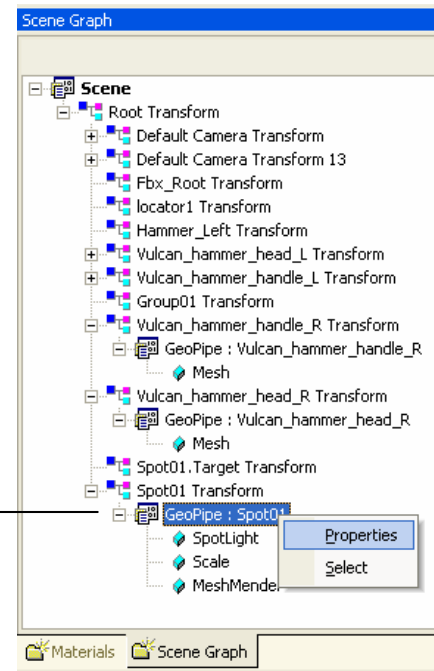 Scene Graph
Scene
Root Transform
Default Camera Transform
Default Camera Transform 13
Fbx_Root Transform
locator1 Transform
Hammer_Left Transform
Vulcan_hammer_head_L Transform
Vulcan_hammer_handle_L Transform
Group01 Transform
Vulcan_hammer_handle_R Transform
GeoPipe : Vulcan_hammer_handle_R
Mesh
Vulcan_hammer_head_R Transform
GeoPipe : Vulcan_hammer_head_R
Mesh
Spot01.Target Transform
Spot01 Transform
GeoPipe : Spot01
SpotLight
Properties
Scale
Select
MeshMender
Materials Scene Graph